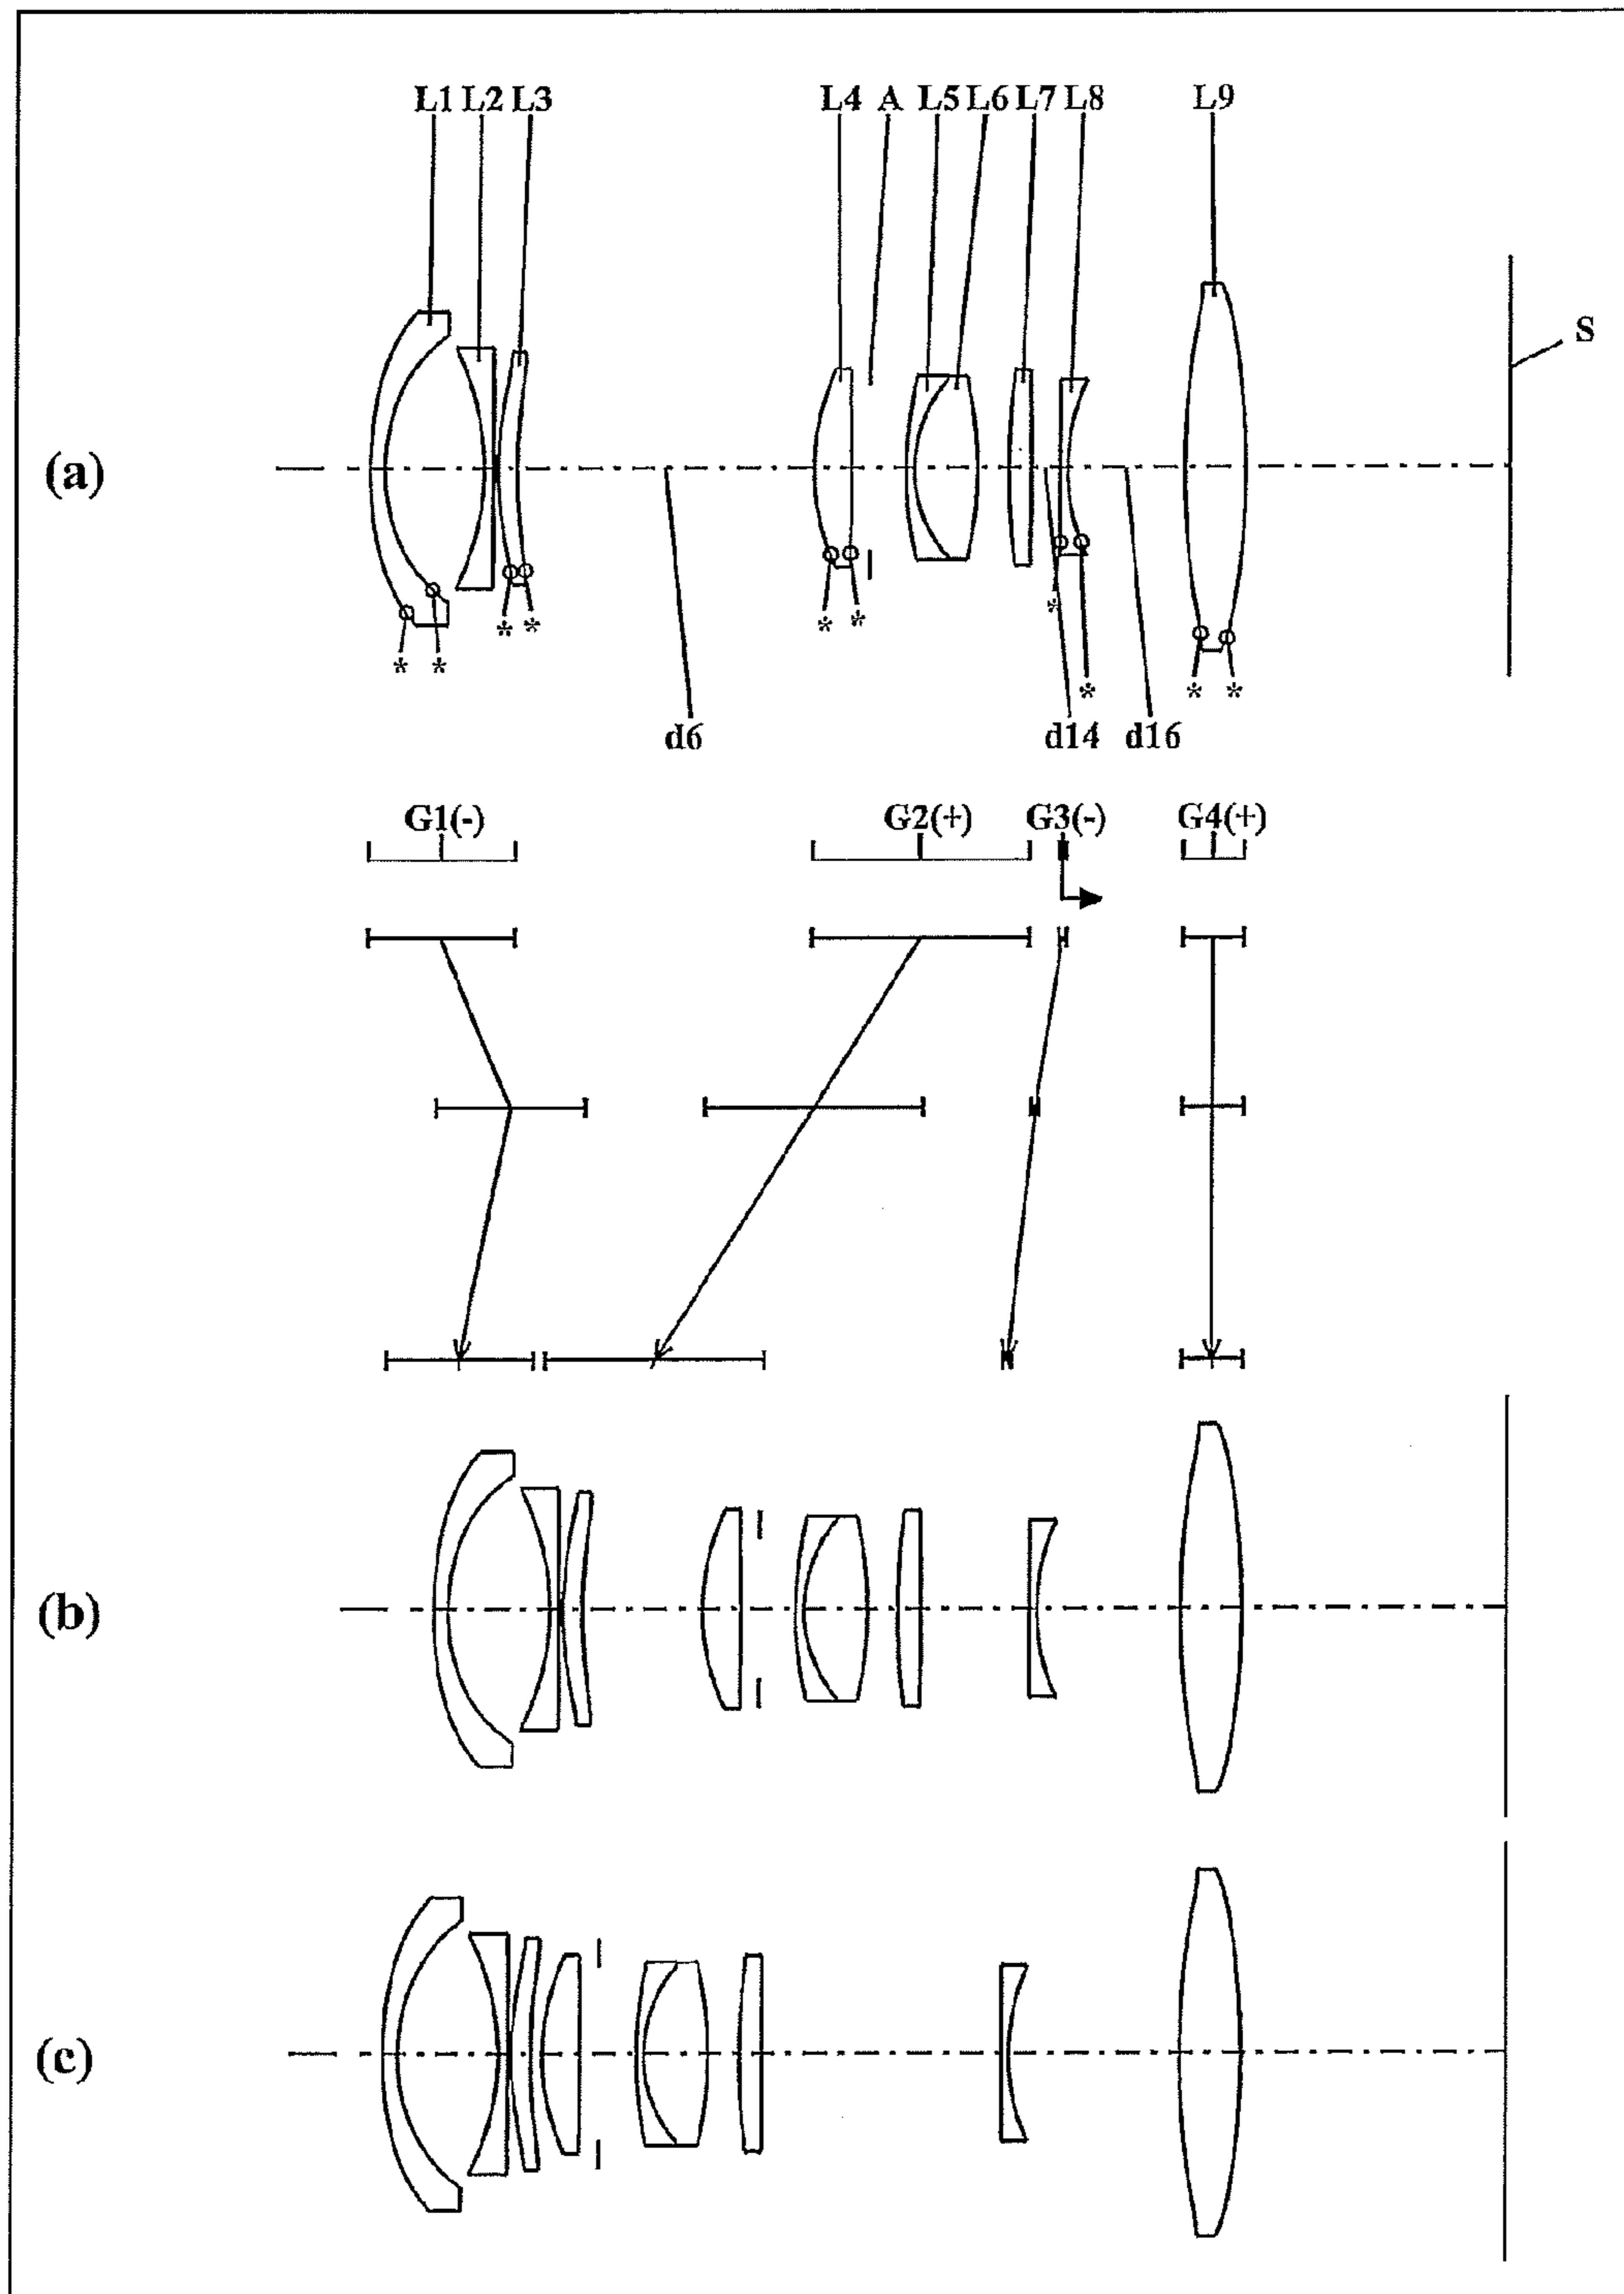 L1 L2 L3 L4 A L5 L6 L7 L8 L9
S
(a)
* * * * * * * * * *
d6 d14 d16
G1(-) G2(+) G3(-) G4(+)
(b)
(c)